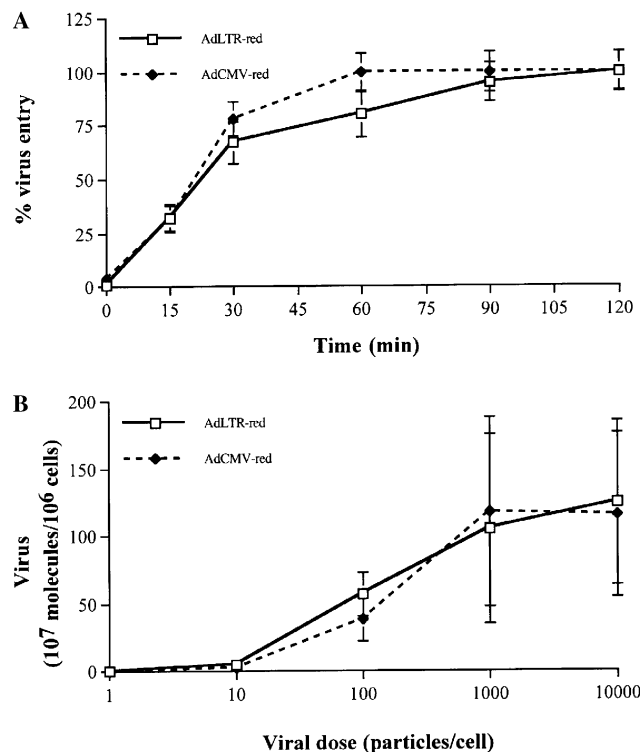 A
AdLTR-red
AdCMV-red
125
100
75
50
25
0
% virus entry
0 15 30 45 60 75 90 105 120
Time (min)
B
AdLTR-red
AdCMV-red
200
150
100
50
0
Virus
(10⁷ molecules/10⁶ cells)
1 10 100 1000 10000
Viral dose (particles/cell)